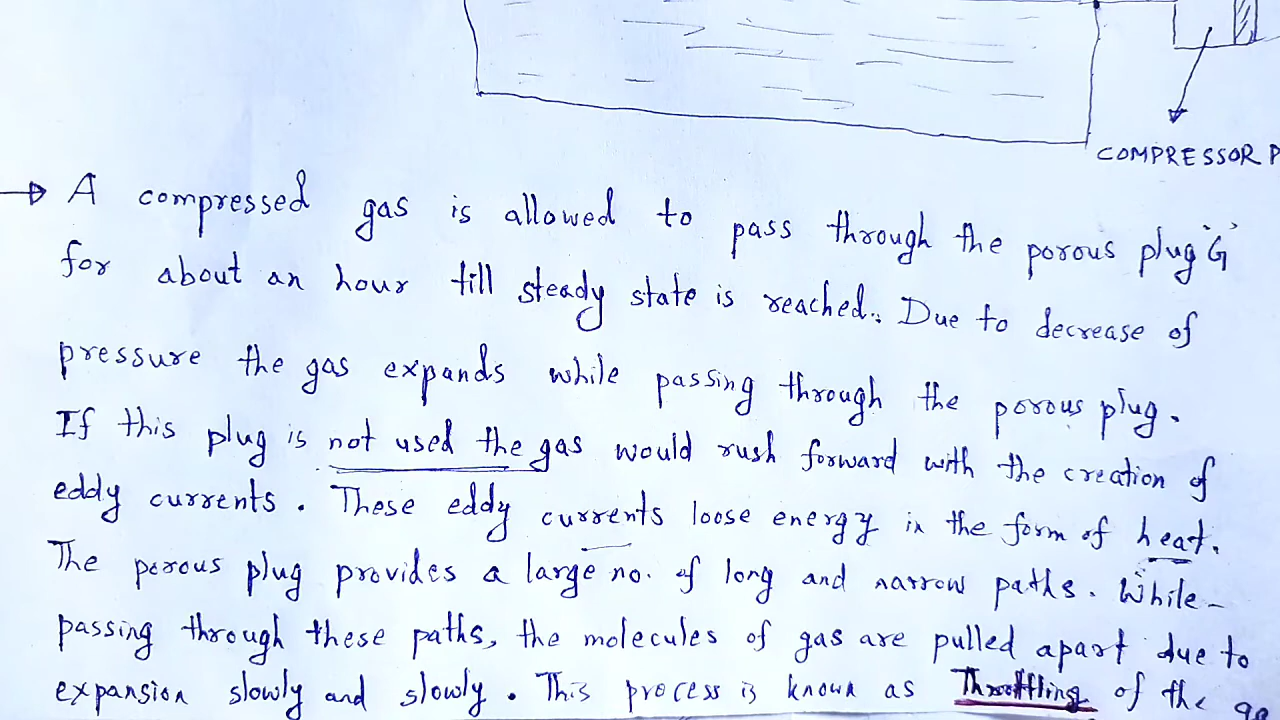 COMPRESSOR P
→ A compressed gas is allowed to pass through the porous plug 'G'
for about an hour till steady state is reached. Due to decrease of
pressure the gas expands while passing through the porous plug.
If this plug is not used the gas would rush forward with the creation of
eddy currents. These eddy currents loose energy in the form of heat.
The porous plug provides a large no. of long and narrow paths. While
passing through these paths, the molecules of gas are pulled apart due to
expansion slowly and slowly. This process is known as Throttling of the ga